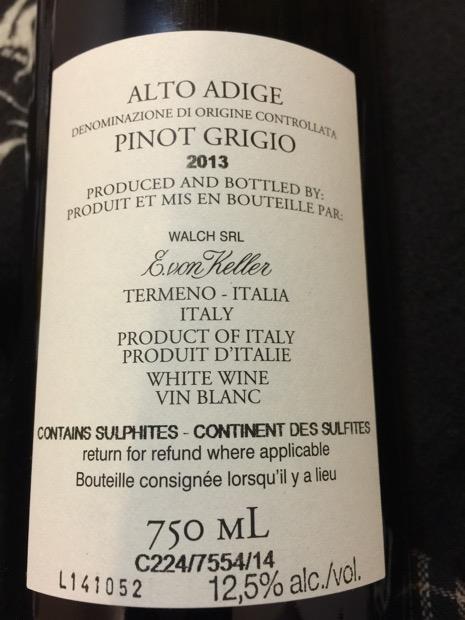 ALTO ADIGE
DENOMINAZIONE DI ORIGINE CONTROLLATA
PINOT GRIGIO
2013
PRODUCED AND BOTTLED BY:
PRODUIT ET MIS EN BOUTEILLE PAR:
WALCH SRL
E.von Keller
TERMENO - ITALIA
ITALY
PRODUCT OF ITALY
PRODUIT D'ITALIE
WHITE WINE
VIN BLANC
CONTAINS SULPHITES - CONTINENT DES SULFITES
return for refund where applicable
Bouteille consignée lorsqu'il y a lieu
750 mL
C224/7554/14
L141052 12,5% alc./vol.